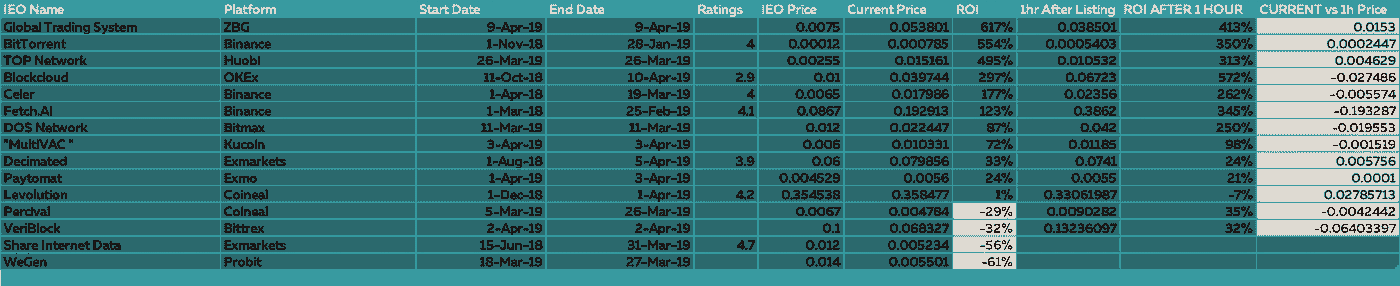 IEO Name Platform Start Date End Date Ratings IEO Price Current Price ROI 1hr After Listing ROI AFTER 1 HOUR CURRENT vs 1h Price
Global Trading System ZBG 9-Apr-19 9-Apr-19 0.0075 0.053801 617% 0.038501 413% 0.0153
BitTorrent Binance 1-Nov-18 28-Jan-19 4 0.00012 0.000785 554% 0.0005403 350% 0.0002447
TOP Network Huobi 26-Mar-19 26-Mar-19 0.00255 0.015161 495% 0.010532 313% 0.004629
Blockcloud OKEx 11-Oct-18 10-Apr-19 2.9 0.01 0.039744 297% 0.06723 572% -0.027486
Celer Binance 1-Apr-18 19-Mar-19 4 0.0065 0.017986 177% 0.02356 262% -0.005574
Fetch.AI Binance 1-Mar-18 25-Feb-19 4.1 0.0867 0.192913 123% 0.3862 345% -0.193287
DOS Network Bitmax 11-Mar-19 11-Mar-19 0.012 0.022447 87% 0.042 250% -0.019553
"MultiVAC " Kucoin 3-Apr-19 3-Apr-19 0.006 0.010331 72% 0.01185 98% -0.001519
Decimated Exmarkets 1-Aug-18 5-Apr-19 3.9 0.06 0.079856 33% 0.0741 24% 0.005756
Paytomat Exmo 1-Apr-19 3-Apr-19 0.004529 0.0056 24% 0.0055 21% 0.0001
Levolution Coineal 1-Dec-18 1-Apr-19 4.2 0.354538 0.358477 1% 0.33061987 -7% 0.02785713
Percival Coineal 5-Mar-19 26-Mar-19 0.0067 0.004784 -29% 0.0090282 35% -0.0042442
VeriBlock Bittrex 2-Apr-19 2-Apr-19 0.1 0.068327 -32% 0.13236097 32% -0.06403397
Share Internet Data Exmarkets 15-Jun-18 31-Mar-19 4.7 0.012 0.005234 -56%
WeGen Probit 18-Mar-19 27-Mar-19 0.014 0.005501 -61%